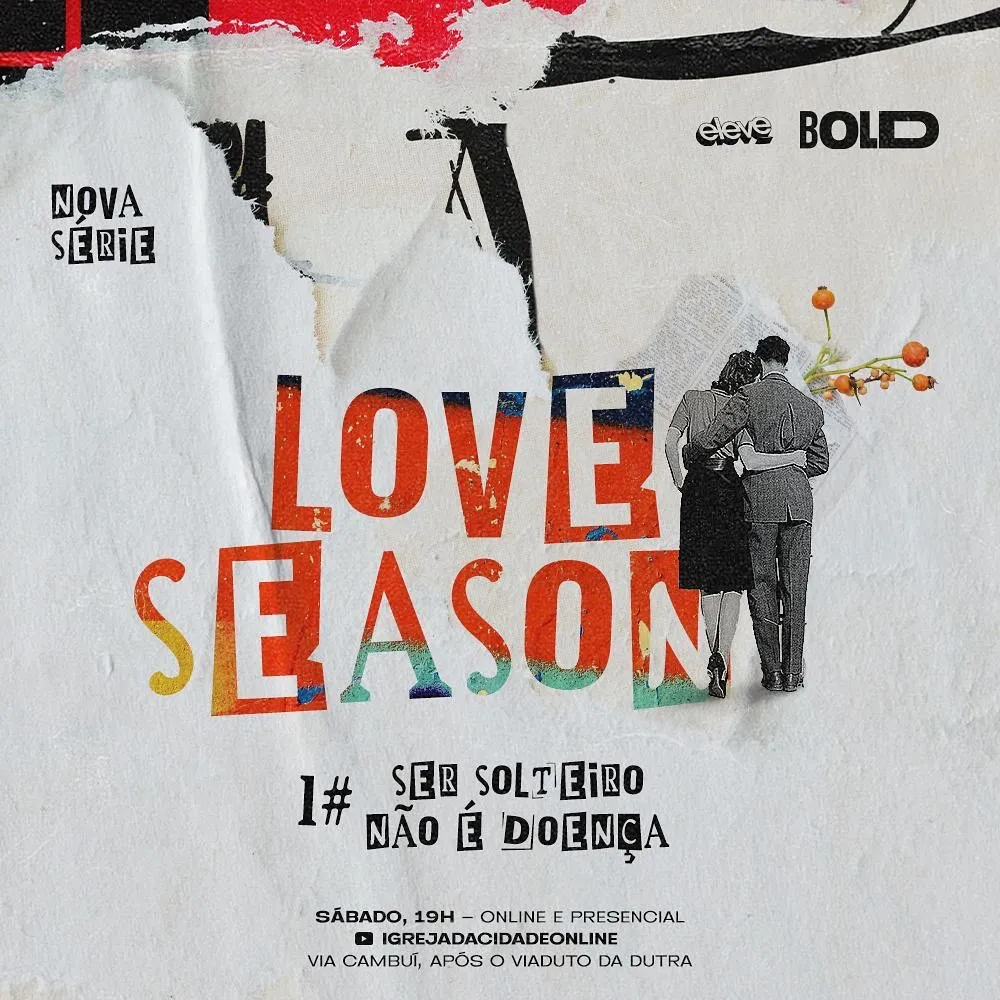 eleve BOLD
NOVA
SÉRiE
LOVE
SEASON
1# SER SOLTEiRO
NÃO É DOENÇA
SÁBADO, 19H – ONLINE E PRESENCIAL
IGREJADACIDADEONLINE
VIA CAMBUÍ, APÓS O VIADUTO DA DUTRA